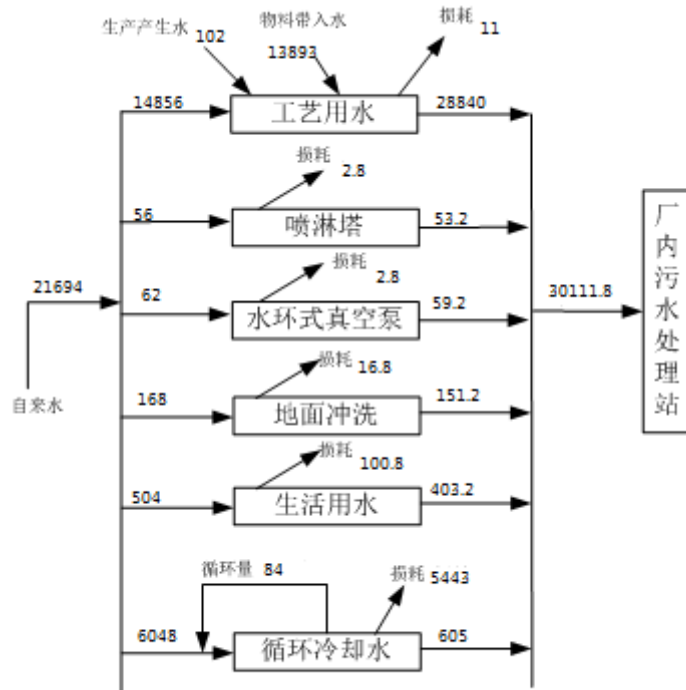 生产产生水
102
物料带入水
13893
损耗
11
14856
工艺用水
28840
损耗
2.8
56
喷淋塔
53.2
损耗
2.8
21694
62
水环式真空泵
59.2
30111.8
厂内污水处理站
损耗
16.8
自来水
168
地面冲洗
151.2
损耗
100.8
504
生活用水
403.2
循环量 84
损耗 5443
6048
循环冷却水
605